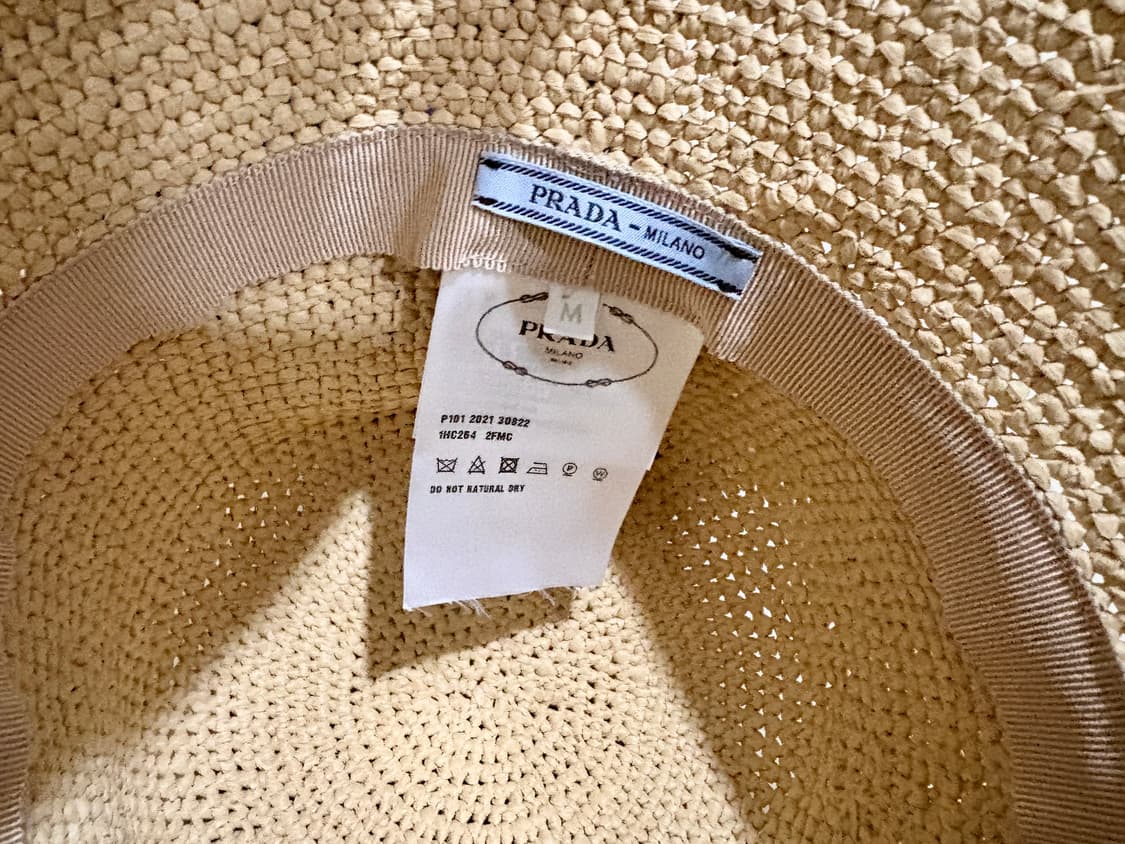 PRADA - MILANO
M
PRADA
MILANO
P101 2021 30822
1HC264 2FMC
P
W
DO NOT NATURAL DRY